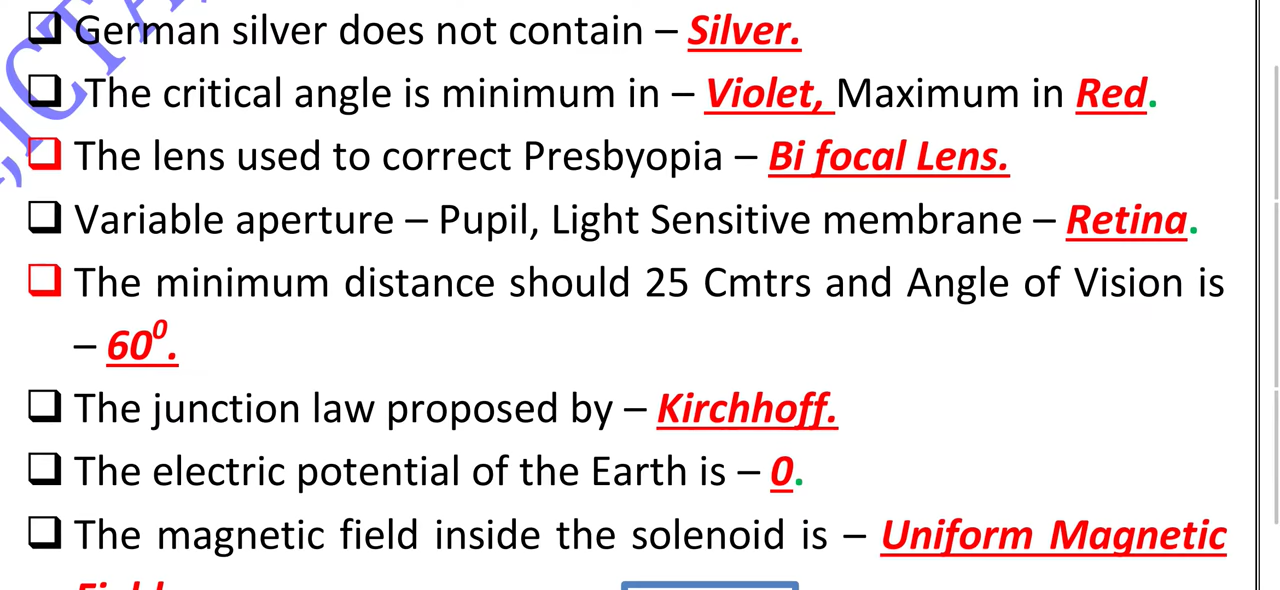 German silver does not contain – Silver.
The critical angle is minimum in – Violet, Maximum in Red.
The lens used to correct Presbyopia – Bi focal Lens.
Variable aperture – Pupil, Light Sensitive membrane – Retina.
The minimum distance should 25 Cmtrs and Angle of Vision is
– 60⁰.
The junction law proposed by – Kirchhoff.
The electric potential of the Earth is – 0.
The magnetic field inside the solenoid is – Uniform Magnetic